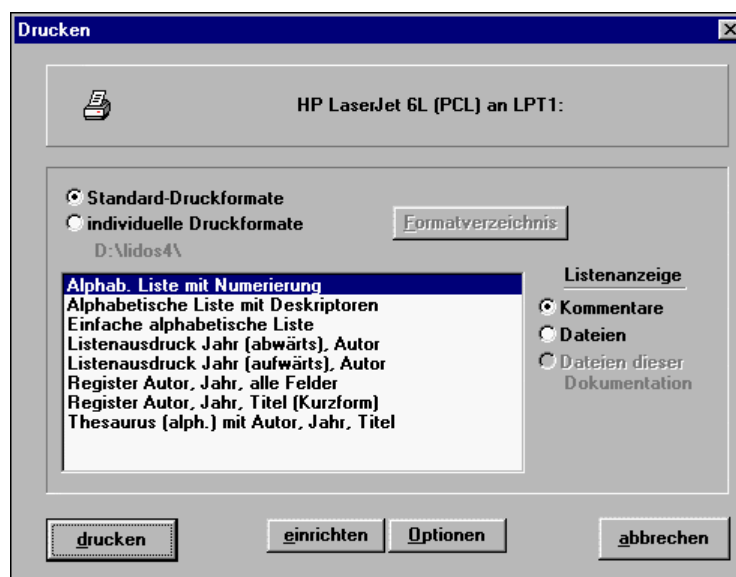 Drucken
HP LaserJet 6L (PCL) an LPT1:
Standard-Druckformate
individuelle Druckformate
Formatverzeichnis
D:\lidos4\
Alphab. Liste mit Numerierung
Alphabetische Liste mit Deskriptoren
Einfache alphabetische Liste
Listenausdruck Jahr (abwärts), Autor
Listenausdruck Jahr (aufwärts), Autor
Register Autor, Jahr, alle Felder
Register Autor, Jahr, Titel (Kurzform)
Thesaurus (alph.) mit Autor, Jahr, Titel
Listenanzeige
Kommentare
Dateien
Dateien dieser
Dokumentation
drucken
einrichten
Optionen
abbrechen